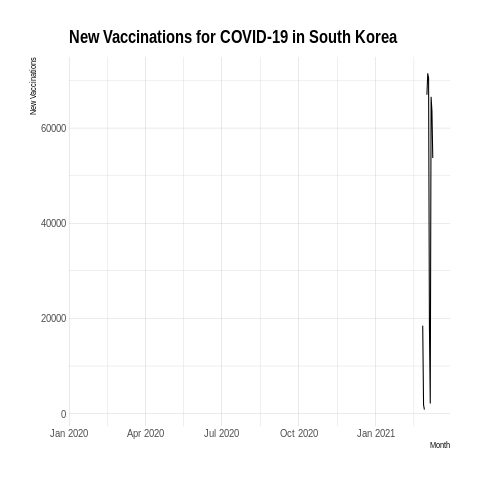 New Vaccinations for COVID-19 in South Korea
New Vaccinations
60000
40000
20000
0
Jan 2020 Apr 2020 Jul 2020 Oct 2020 Jan 2021
Month